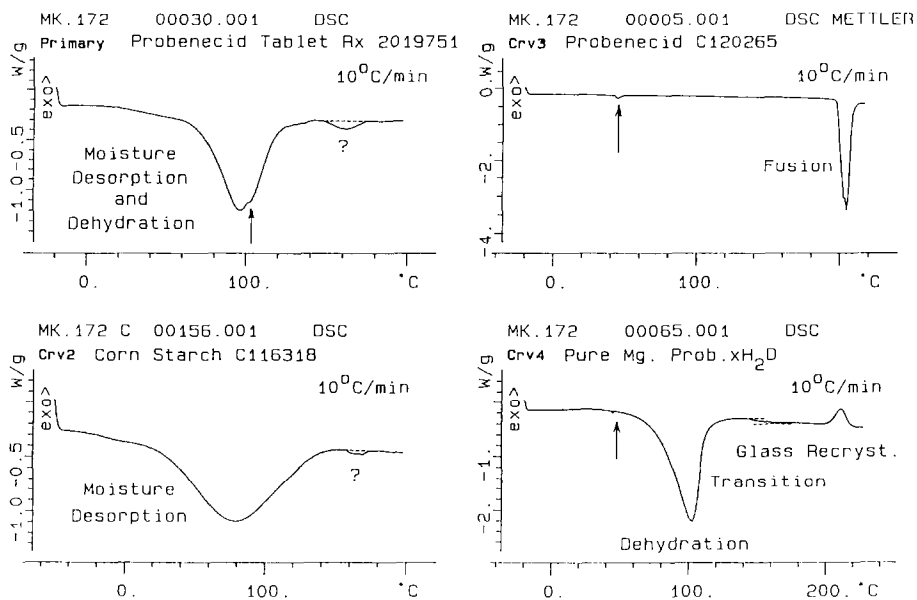 MK.172 00030.001 DSC
Primary Probenecid Tablet Rx 2019751
W/g
exo>
10°C/min
-0.5
-1.0
Moisture
Desorption
and
Dehydration
?
0. 100. °C
MK.172 00005.001 DSC METTLER
Crv3 Probenecid C120265
W/g
exo>
10°C/min
0.
-2.
-4.
Fusion
0. 100. °C
MK.172 C 00156.001 DSC
Crv2 Corn Starch C116318
W/g
exo>
10°C/min
-0.5
-1.0
Moisture
Desorption
?
0. 100. °C
MK.172 00065.001 DSC
Crv4 Pure Mg. Prob.xH2O
W/g
exo>
10°C/min
-1.
-2.
Glass Recryst.
Transition
Dehydration
0. 100. 200. °C